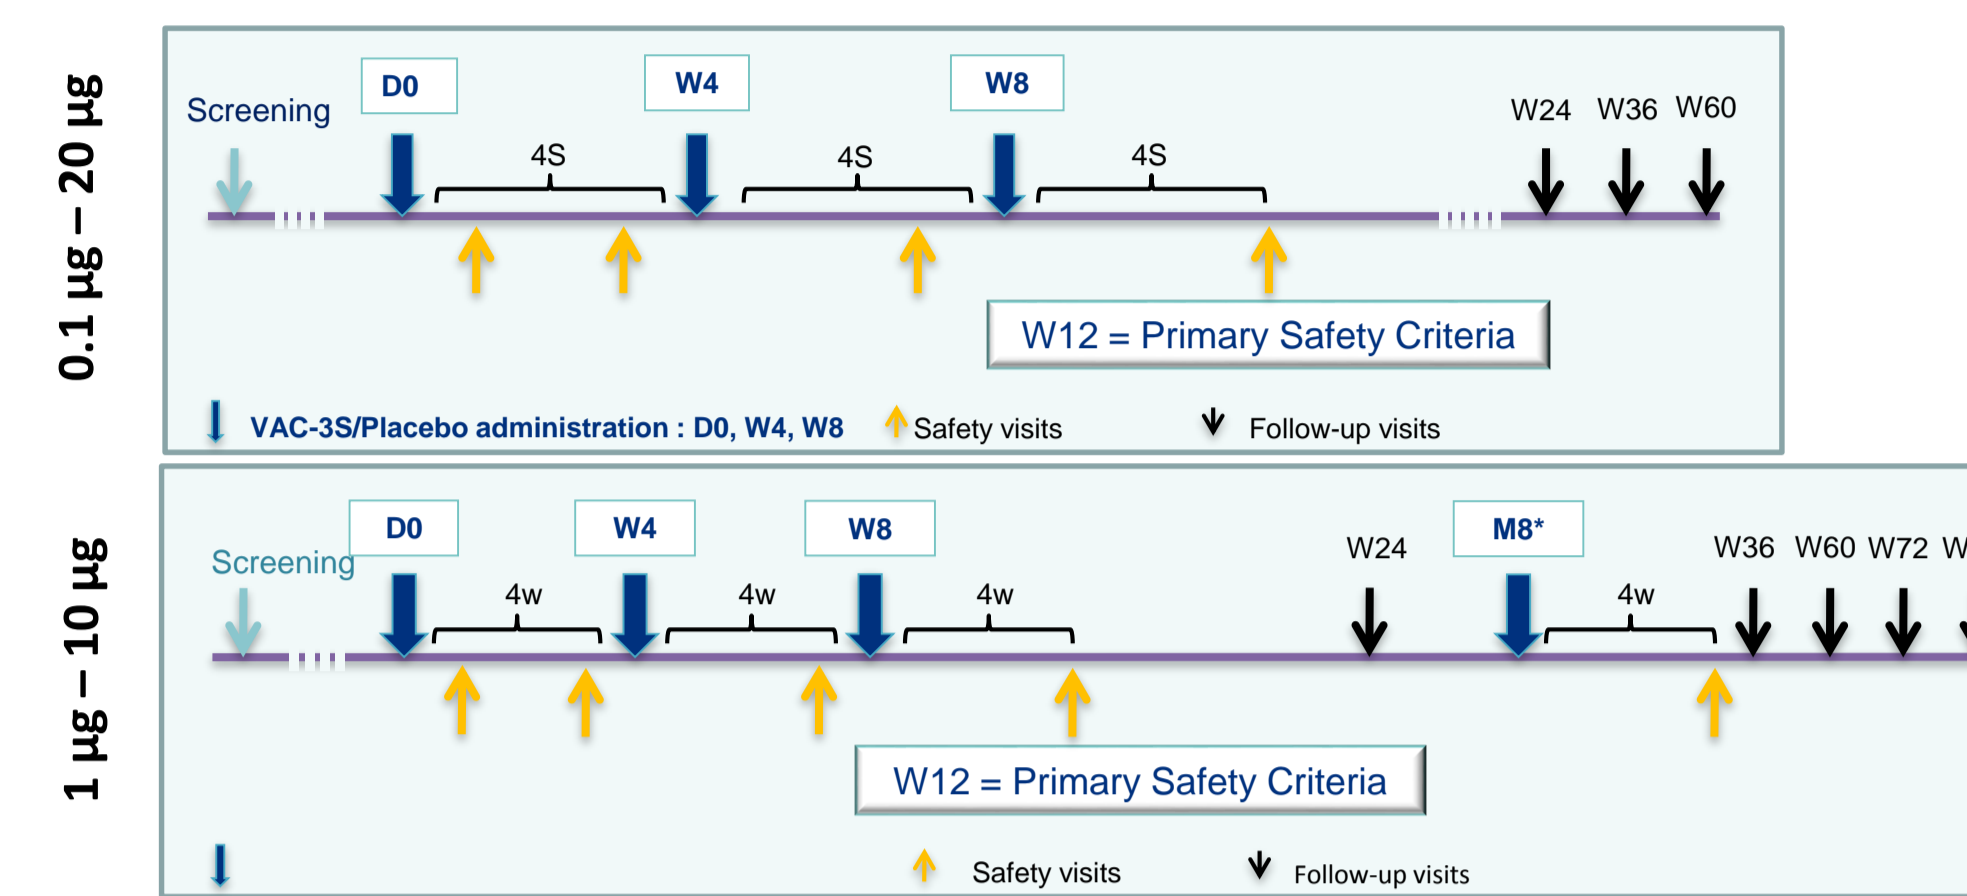 0.1 µg – 20 µg
D0 W4 W8
Screening
W24 W36 W60
4S 4S 4S
W12 = Primary Safety Criteria
VAC-3S/Placebo administration : D0, W4, W8 Safety visits Follow-up visits
1 µg – 10 µg
D0 W4 W8 M8*
Screening
W24 W36 W60 W72
4w 4w 4w 4w
W12 = Primary Safety Criteria
Safety visits Follow-up visits